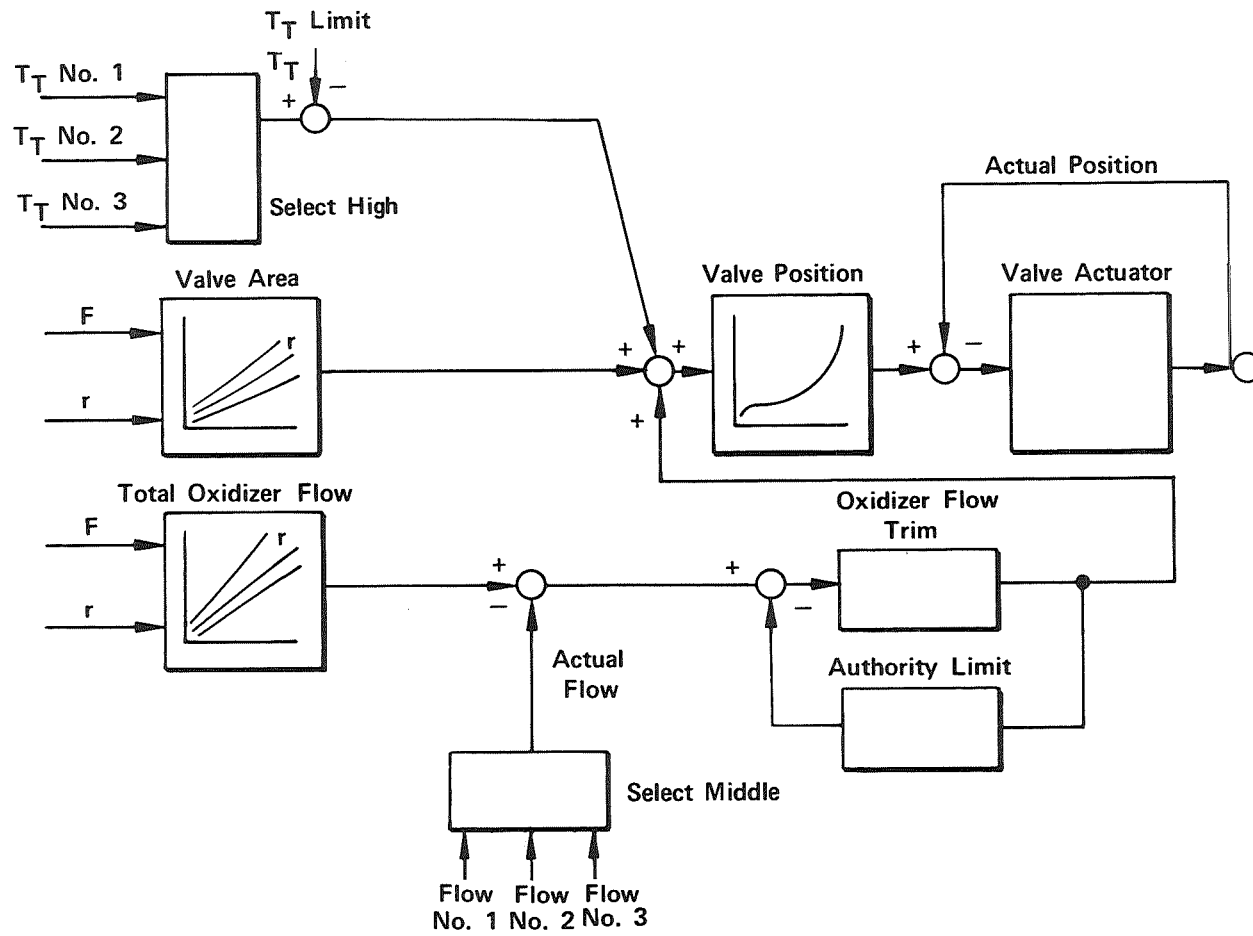 T_T Limit
T_T
T_T No. 1
+ −
T_T No. 2
T_T No. 3
Select High
Actual Position
Valve Area
Valve Position
Valve Actuator
F
r
r
+ + + −
+
Total Oxidizer Flow
F
r
r
Oxidizer Flow
Trim
+
−
+
−
Actual
Flow
Authority Limit
Select Middle
Flow
No. 1
Flow
No. 2
Flow
No. 3